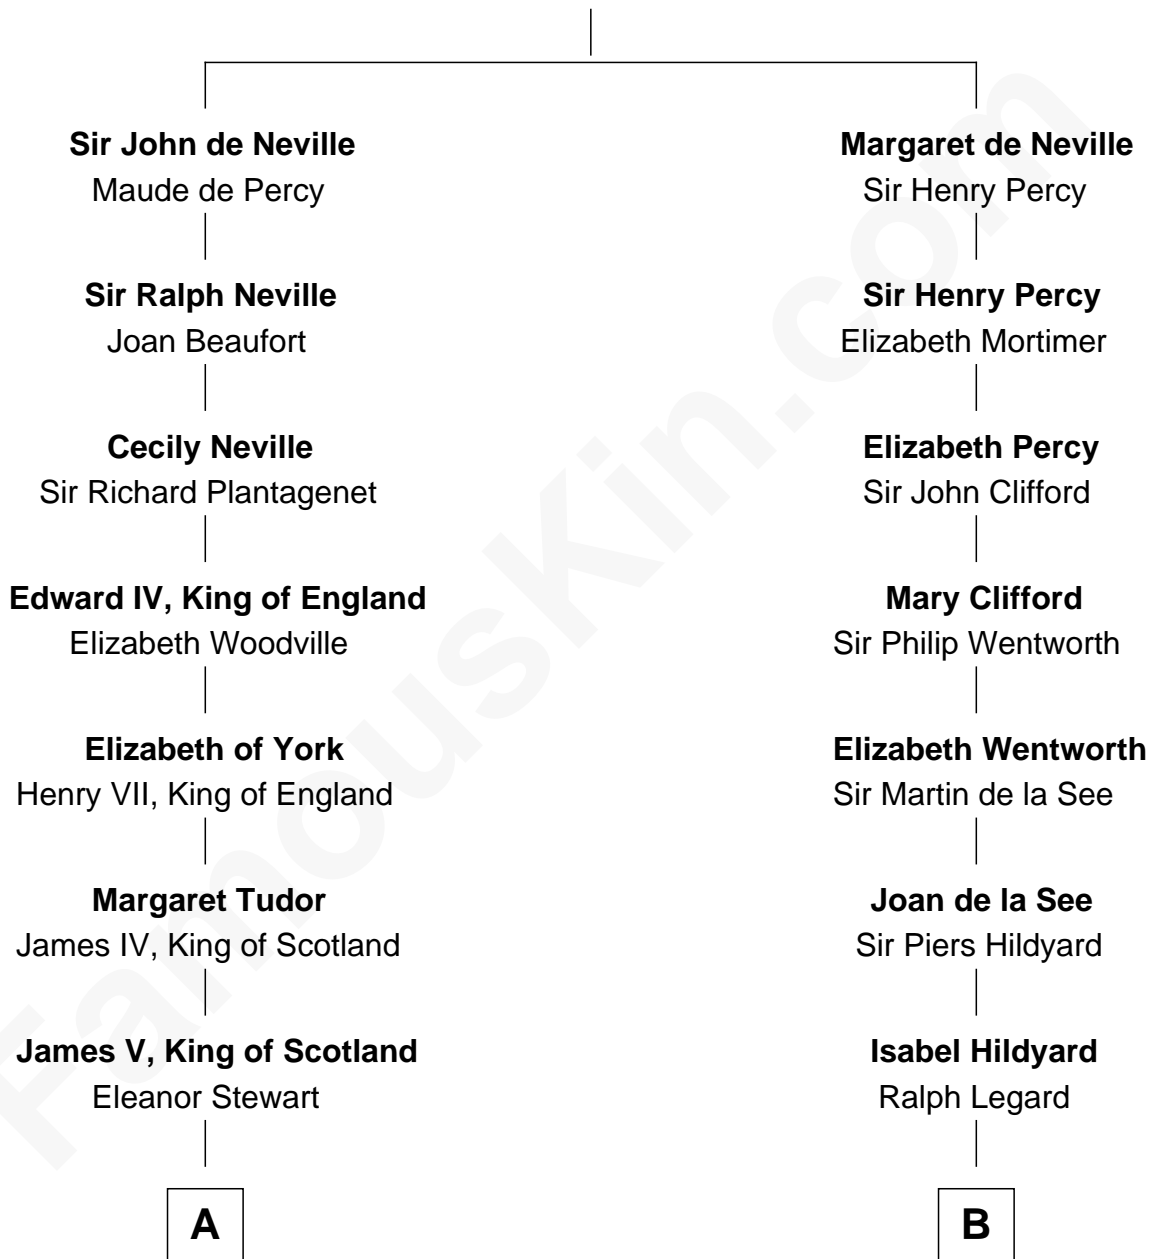 Sir John de Neville
Maude de Percy
Sir Ralph Neville
Joan Beaufort
Cecily Neville
Sir Richard Plantagenet
Edward IV, King of England
Elizabeth Woodville
Elizabeth of York
Henry VII, King of England
Margaret Tudor
James IV, King of Scotland
James V, King of Scotland
Eleanor Stewart
A
Margaret de Neville
Sir Henry Percy
Sir Henry Percy
Elizabeth Mortimer
Elizabeth Percy
Sir John Clifford
Mary Clifford
Sir Philip Wentworth
Elizabeth Wentworth
Sir Martin de la See
Joan de la See
Sir Piers Hildyard
Isabel Hildyard
Ralph Legard
B
FamousKin.com